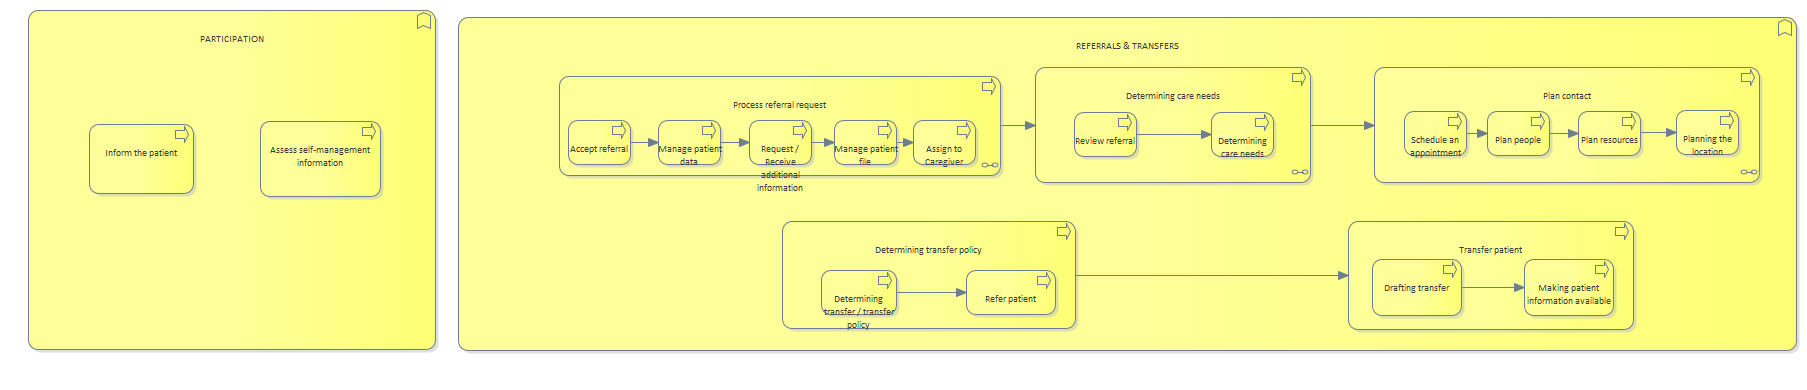 PARTICIPATION
Inform the patient
Assess self-management
information
REFERRALS & TRANSFERS
Process referral request
Accept referral
Manage patient
data
Request /
Receive
additional
information
Manage patient
file
Assign to
Caregiver
Determining care needs
Review referral
Determining
care needs
Plan contact
Schedule an
appointment
Plan people
Plan resources
Planning the
location
Determining transfer policy
Determining
transfer / transfer
policy
Refer patient
Transfer patient
Drafting transfer
Making patient
information available